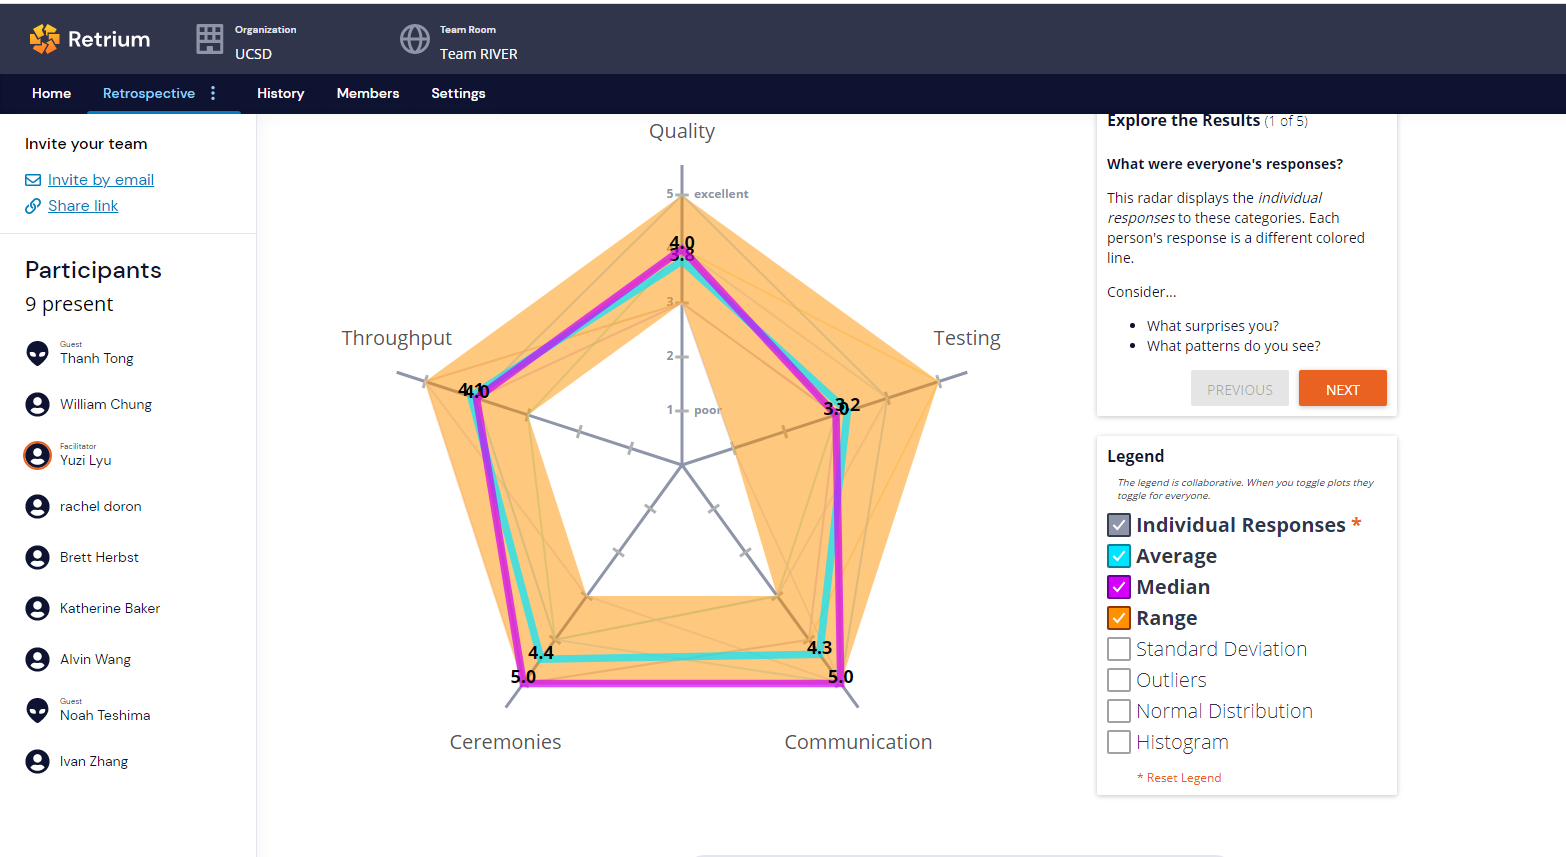 Retrium
Organization
UCSD
Team Room
Team RIVER
Home
Retrospective
History
Members
Settings
Invite your team
Invite by email
Share link
Participants
9 present
Guest
Thanh Tong
William Chung
Facilitator
Yuzi Lyu
rachel doron
Brett Herbst
Katherine Baker
Alvin Wang
Guest
Noah Teshima
Ivan Zhang
Quality
5
excellent
4.0
3.8
3
2
1
poor
Throughput
4.1
4.0
Testing
3.0
3.2
4.4
5.0
4.3
5.0
Ceremonies
Communication
Explore the Results (1 of 5)
What were everyone's responses?
This radar displays the individual
responses to these categories. Each
person's response is a different colored
line.
Consider...
• What surprises you?
• What patterns do you see?
PREVIOUS
NEXT
Legend
The legend is collaborative. When you toggle plots they
toggle for everyone.
Individual Responses *
Average
Median
Range
Standard Deviation
Outliers
Normal Distribution
Histogram
* Reset Legend